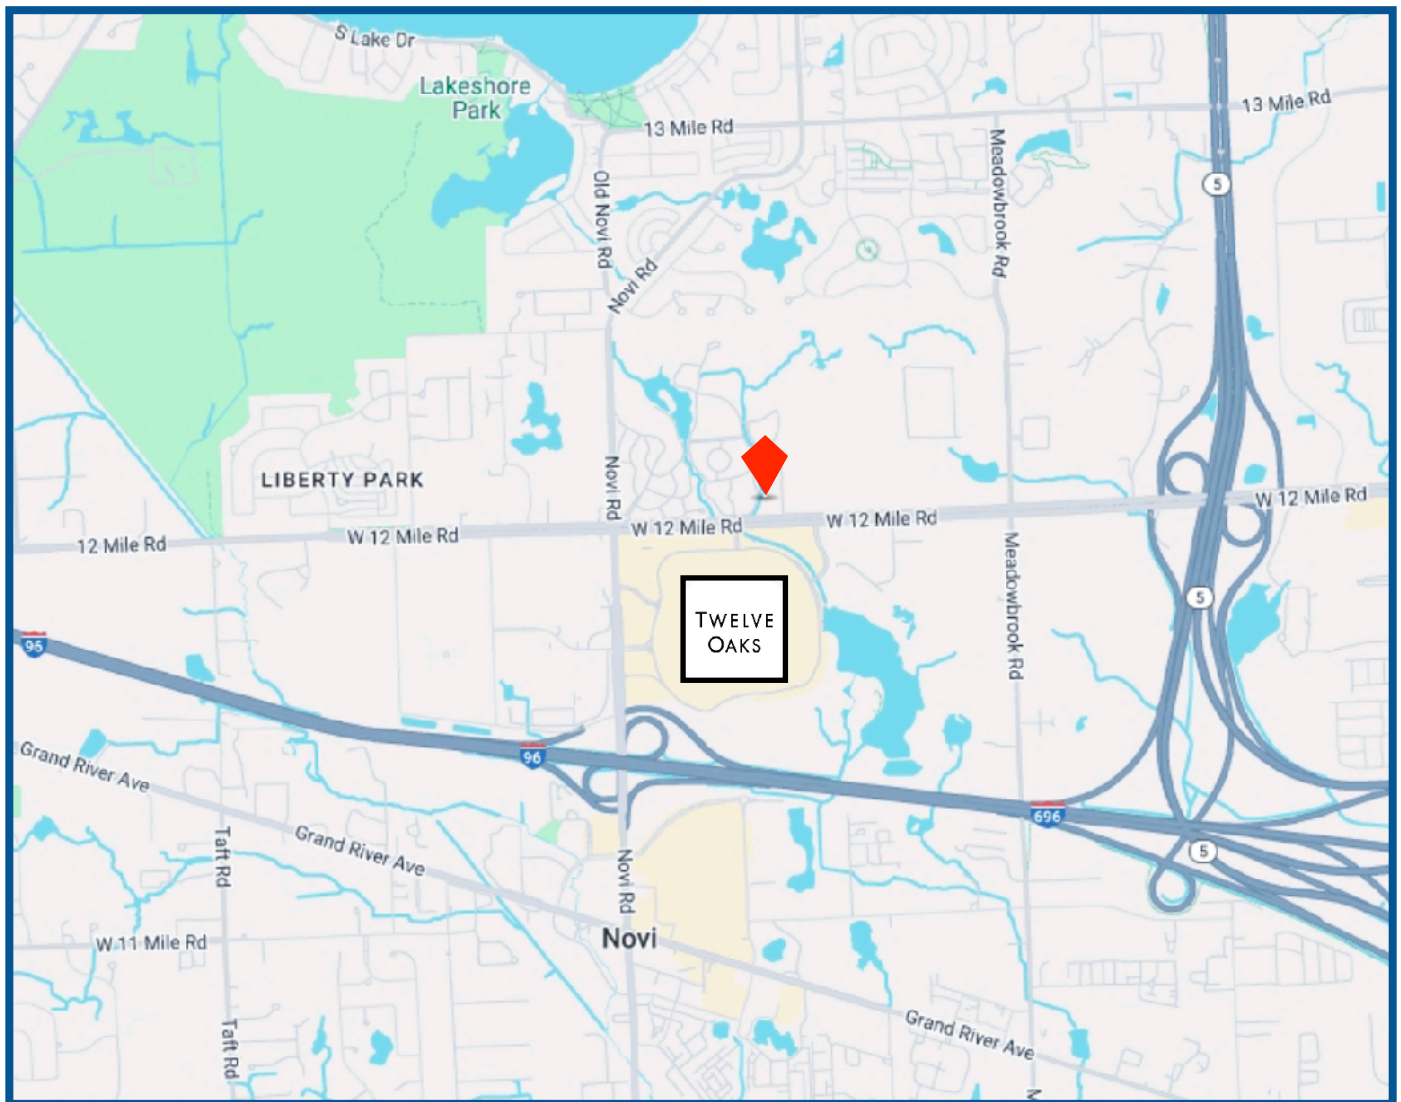 S Lake Dr
Lakeshore
Park
13 Mile Rd
13 Mile Rd
Meadowbrook Rd
5
Old Novi Rd
Novi Rd
LIBERTY PARK
Novi Rd
W 12 Mile Rd
W 12 Mile Rd
W 12 Mile Rd
W 12 Mile Rd
12 Mile Rd
Meadowbrook Rd
5
TWELVE
OAKS
96
96
Grand River Ave
696
5
Taft Rd
Grand River Ave
Novi Rd
Novi
W 11 Mile Rd
Grand River Ave
Taft Rd
M